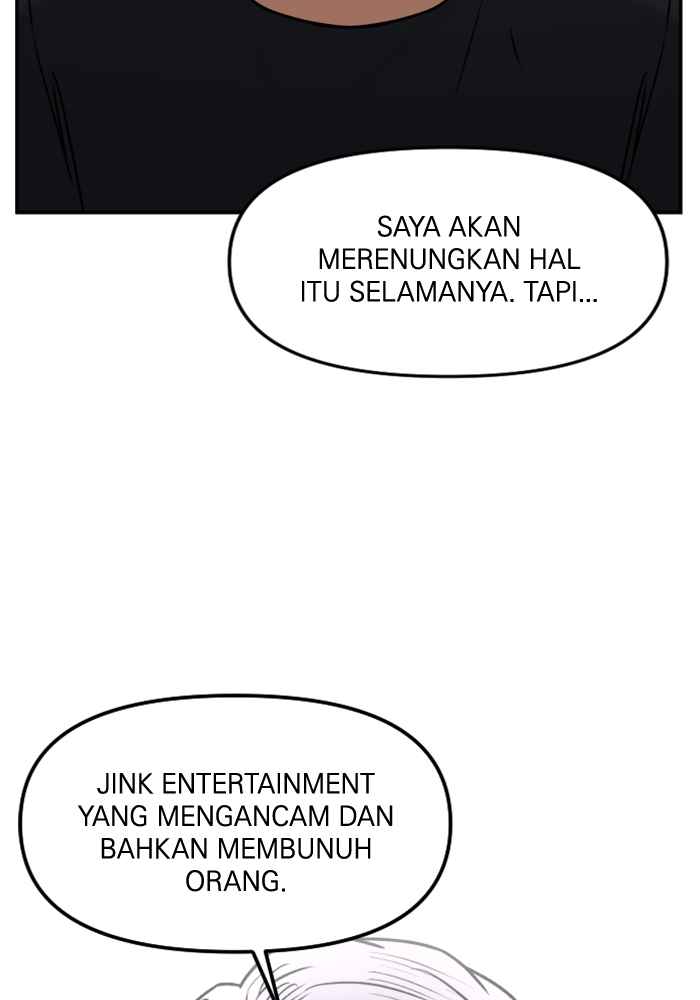 SAYA AKAN
MERENUNGKAN HAL
ITU SELAMANYA. TAPI...
JINK ENTERTAINMENT
YANG MENGANCAM DAN
BAHKAN MEMBUNUH
ORANG.